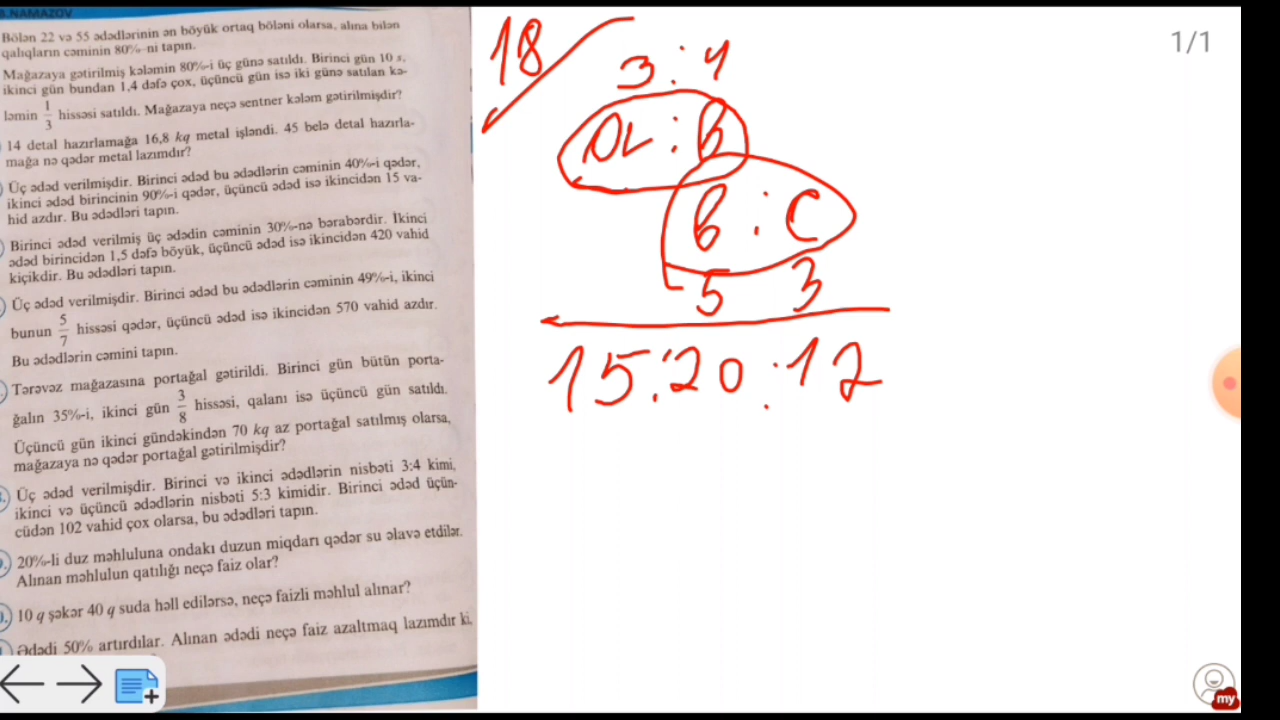 B.NAMAZOV
Bölən 22 və 55 ədədlərinin ən böyük ortaq böləni olarsa, alına bilən
qalıqların cəminin 80%-ni tapın.
Mağazaya gətirilmiş kələmin 80%-i üç günə satıldı. Birinci gün 10 s,
ikinci gün bundan 1,4 dəfə çox, üçüncü gün isə iki günə satılan kə-
ləmin 1/3 hissəsi satıldı. Mağazaya neçə sentner kələm gətirilmişdir?
14 detal hazırlamağa 16,8 kq metal işləndi. 45 belə detal hazırla-
mağa nə qədər metal lazımdır?
Üç ədəd verilmişdir. Birinci ədəd bu ədədlərin cəminin 40%-i qədər,
ikinci ədəd birincinin 90%-i qədər, üçüncü ədəd isə ikincidən 15 va-
hid azdır. Bu ədədləri tapın.
Birinci ədəd verilmiş üç ədədin cəminin 30%-nə bərabərdir. İkinci
ədəd birincidən 1,5 dəfə böyük, üçüncü ədəd isə ikincidən 420 vahid
kiçikdir. Bu ədədləri tapın.
Üç ədəd verilmişdir. Birinci ədəd bu ədədlərin cəminin 49%-i, ikinci
bunun 5/7 hissəsi qədər, üçüncü ədəd isə ikincidən 570 vahid azdır.
Bu ədədlərin cəmini tapın.
Tərəvəz mağazasına portağal gətirildi. Birinci gün bütün porta-
ğalın 35%-i, ikinci gün 3/8 hissəsi, qalanı isə üçüncü gün satıldı.
Üçüncü gün ikinci gündəkindən 70 kq az portağal satılmış olarsa,
mağazaya nə qədər portağal gətirilmişdir?
Üç ədəd verilmişdir. Birinci və ikinci ədədlərin nisbəti 3:4 kimi,
ikinci və üçüncü ədədlərin nisbəti 5:3 kimidir. Birinci ədəd üçün-
cüdən 102 vahid çox olarsa, bu ədədləri tapın.
20%-li duz məhluluna ondakı duzun miqdarı qədər su əlavə etdilər.
Alınan məhlulun qatılığı neçə faiz olar?
10 q şəkər 40 q suda həll edilərsə, neçə faizli məhlul alınar?
Ədədi 50% artırdılar. Alınan ədədi neçə faiz azaltmaq lazımdır ki,
18
3:4
a:b
b:c
5 3
15:20:12
1/1
my